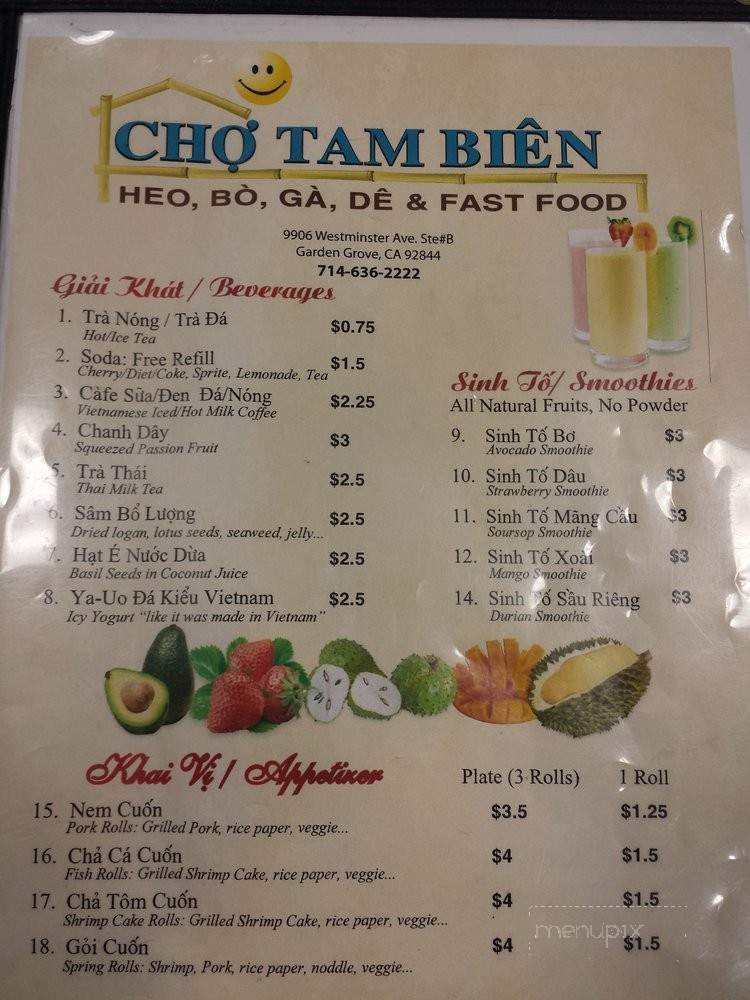 CHỢ TAM BIÊN
HEO, BÒ, GÀ, DÊ & FAST FOOD
9906 Westminster Ave. Ste#B
Garden Grove, CA 92844
714-636-2222
Giải Khát / Beverages
1. Trà Nóng / Trà Đá $0.75
Hot/Ice Tea
2. Soda: Free Refill $1.5
Cherry/Diet/Coke, Sprite, Lemonade, Tea
3. Càfe Sữa/Đen Đá/Nóng $2.25
Vietnamese Iced/Hot Milk Coffee
4. Chanh Dây $3
Squeezed Passion Fruit
5. Trà Thái $2.5
Thai Milk Tea
6. Sâm Bổ Lượng $2.5
Dried logan, lotus seeds, seaweed, jelly...
7. Hạt É Nước Dừa $2.5
Basil Seeds in Coconut Juice
8. Ya-Uo Đá Kiểu Vietnam $2.5
Icy Yogurt "like it was made in Vietnam"
Sinh Tố/ Smoothies
All Natural Fruits, No Powder
9. Sinh Tố Bơ $3
Avocado Smoothie
10. Sinh Tố Dâu $3
Strawberry Smoothie
11. Sinh Tố Mãng Cầu $3
Soursop Smoothie
12. Sinh Tố Xoài $3
Mango Smoothie
14. Sinh Tố Sầu Riêng $3
Durian Smoothie
Khai Vị / Appetizer Plate (3 Rolls) 1 Roll
15. Nem Cuốn $3.5 $1.25
Pork Rolls: Grilled Pork, rice paper, veggie...
16. Chả Cá Cuốn $4 $1.5
Fish Rolls: Grilled Shrimp Cake, rice paper, veggie...
17. Chả Tôm Cuốn $4 $1.5
Shrimp Cake Rolls: Grilled Shrimp Cake, rice paper, veggie...
18. Gỏi Cuốn $4 $1.5
Spring Rolls: Shrimp, Pork, rice paper, noddle, veggie...
menupix